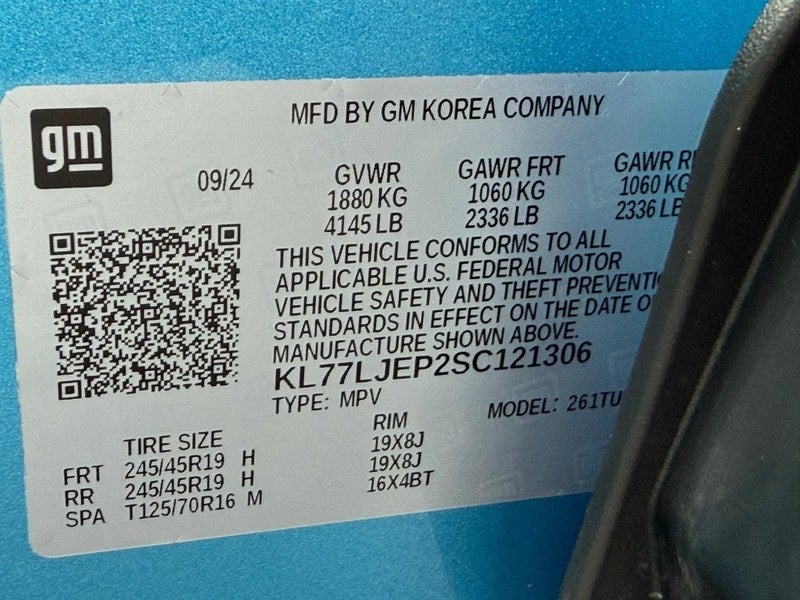 gm
MFD BY GM KOREA COMPANY
09/24
GVWR GAWR FRT GAWR
1880 KG 1060 KG 1060 KG
4145 LB 2336 LB 2336 LB
THIS VEHICLE CONFORMS TO ALL
APPLICABLE U.S. FEDERAL MOTOR
VEHICLE SAFETY AND THEFT
STANDARDS IN EFFECT ON THE DATE
MANUFACTURE SHOWN ABOVE.
KL77LJEP2SC121306
TYPE: MPV MODEL: 261TU
TIRE SIZE RIM
FRT 245/45R19 H 19X8J
RR 245/45R19 H 19X8J
SPA T125/70R16 M 16X4BT